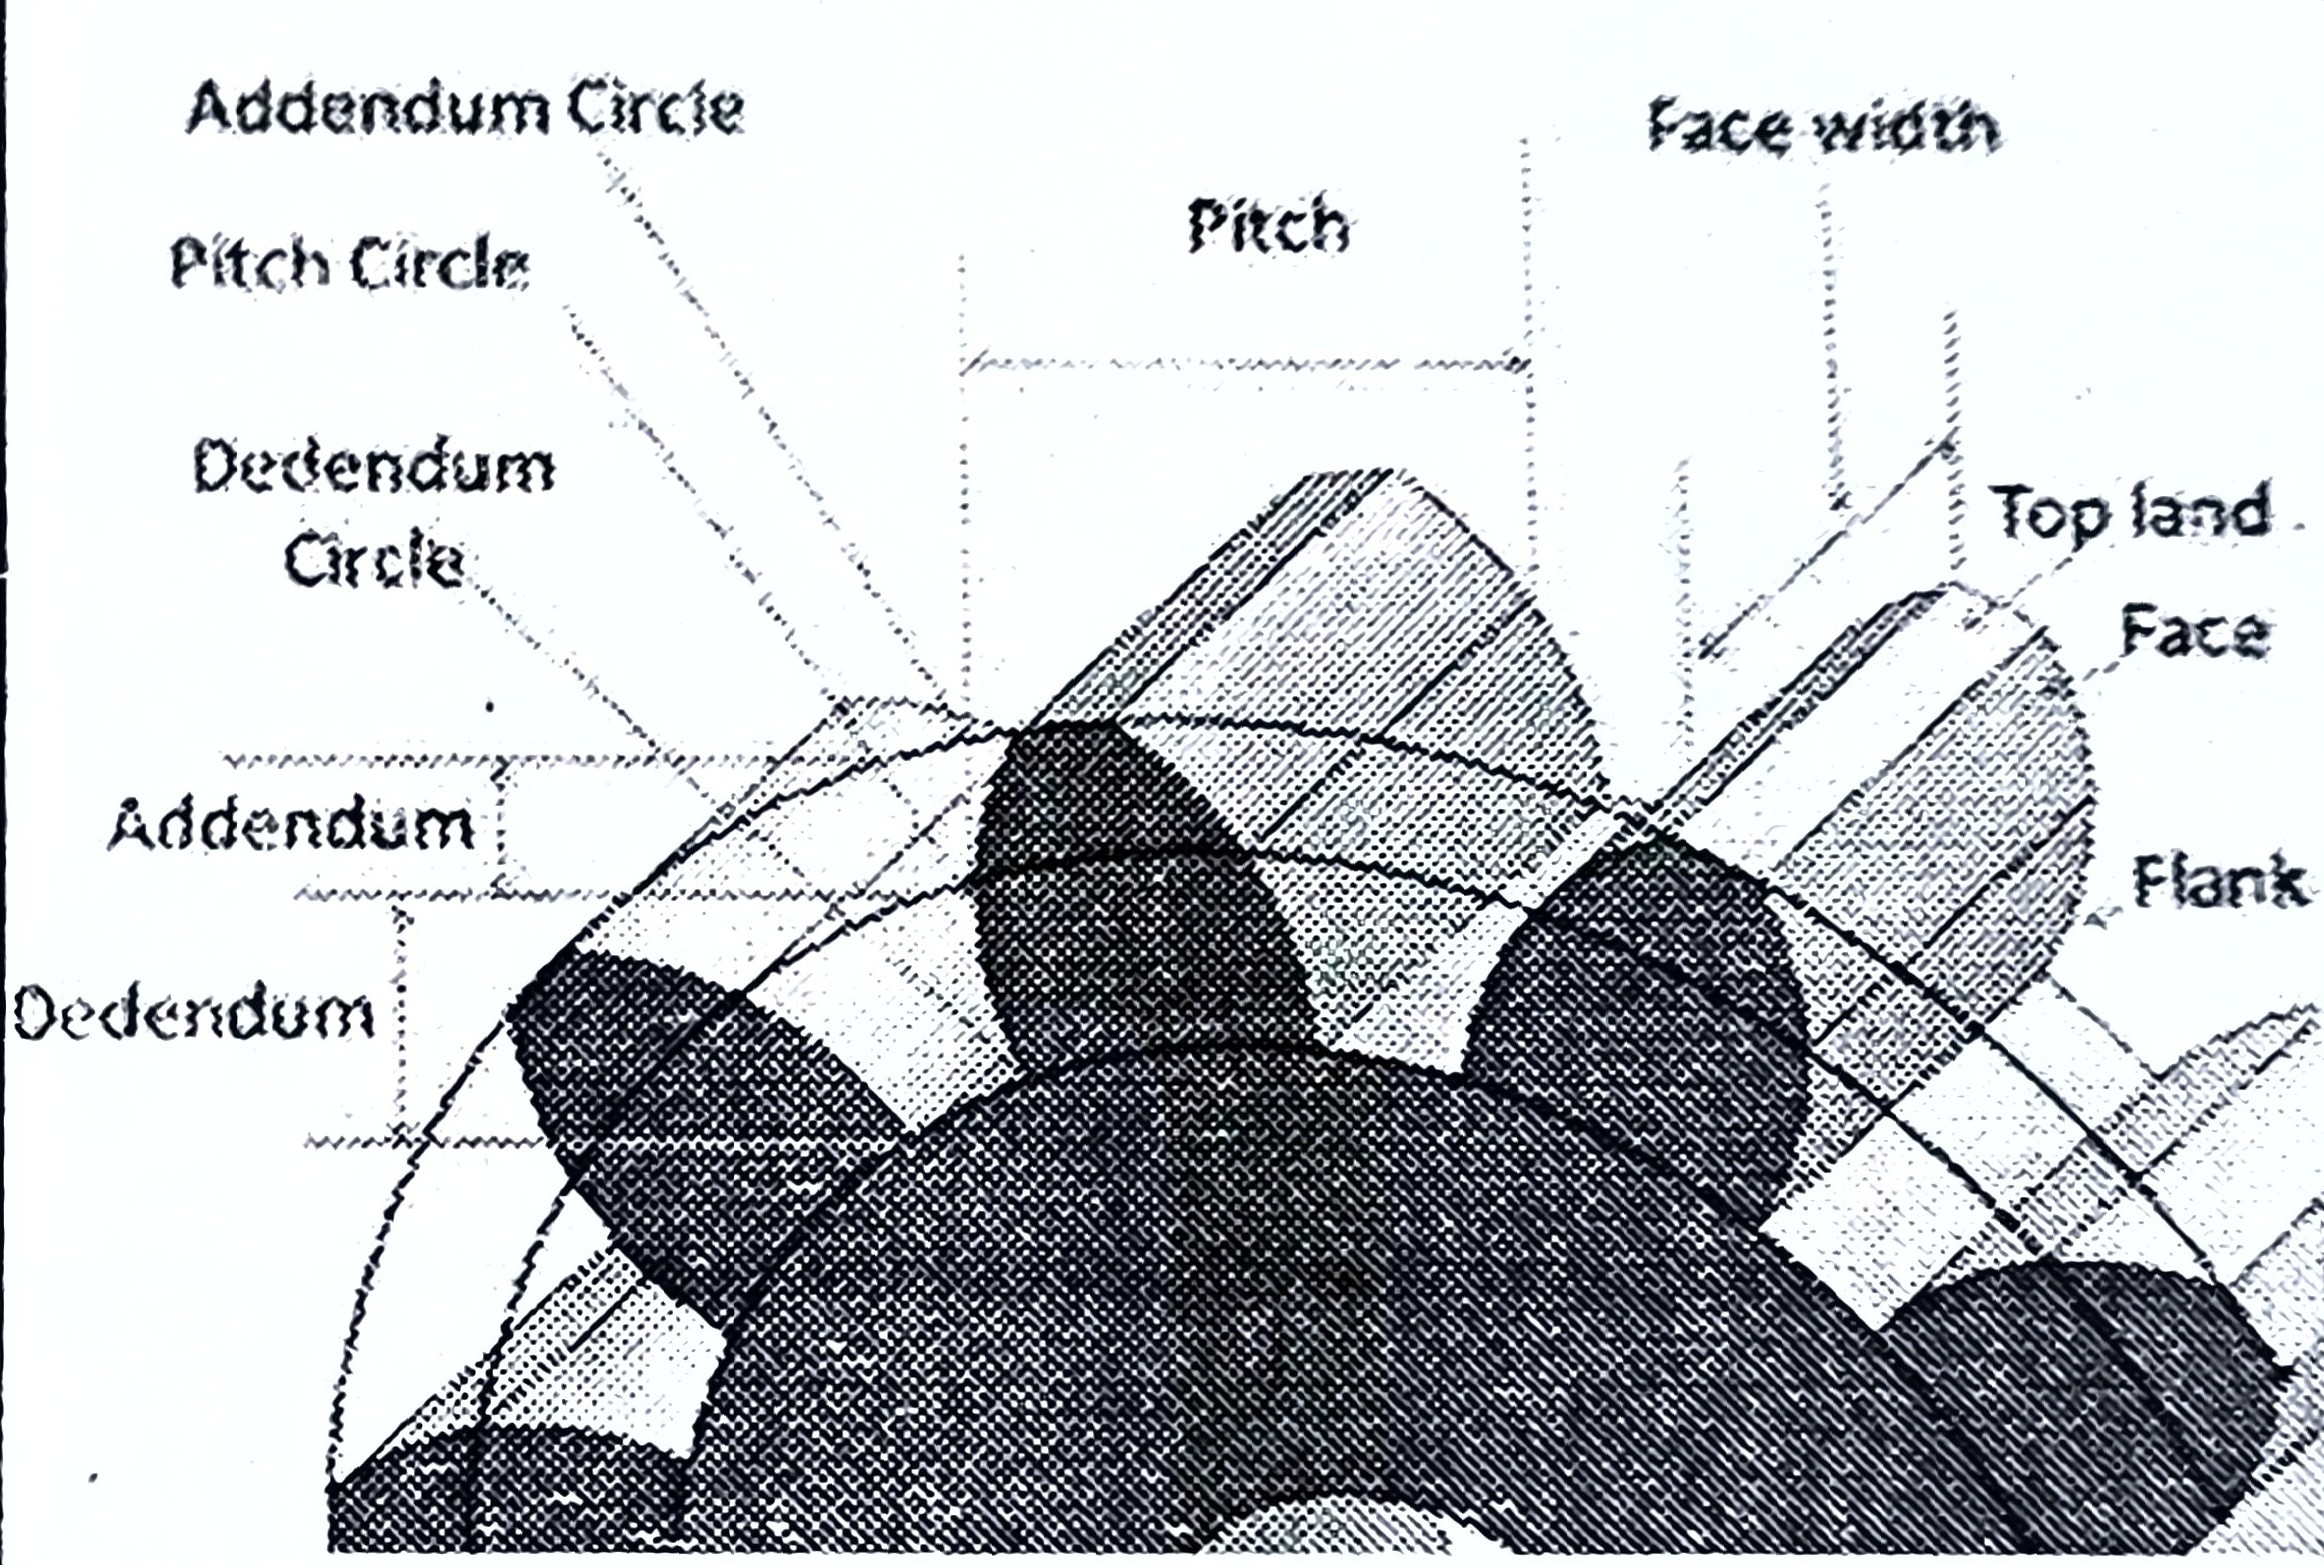 Addendum Circle
Face width
Pitch
Pitch Circle
Dedendum
Circle
Top land
Face
Addendum
Flank
Dedendum